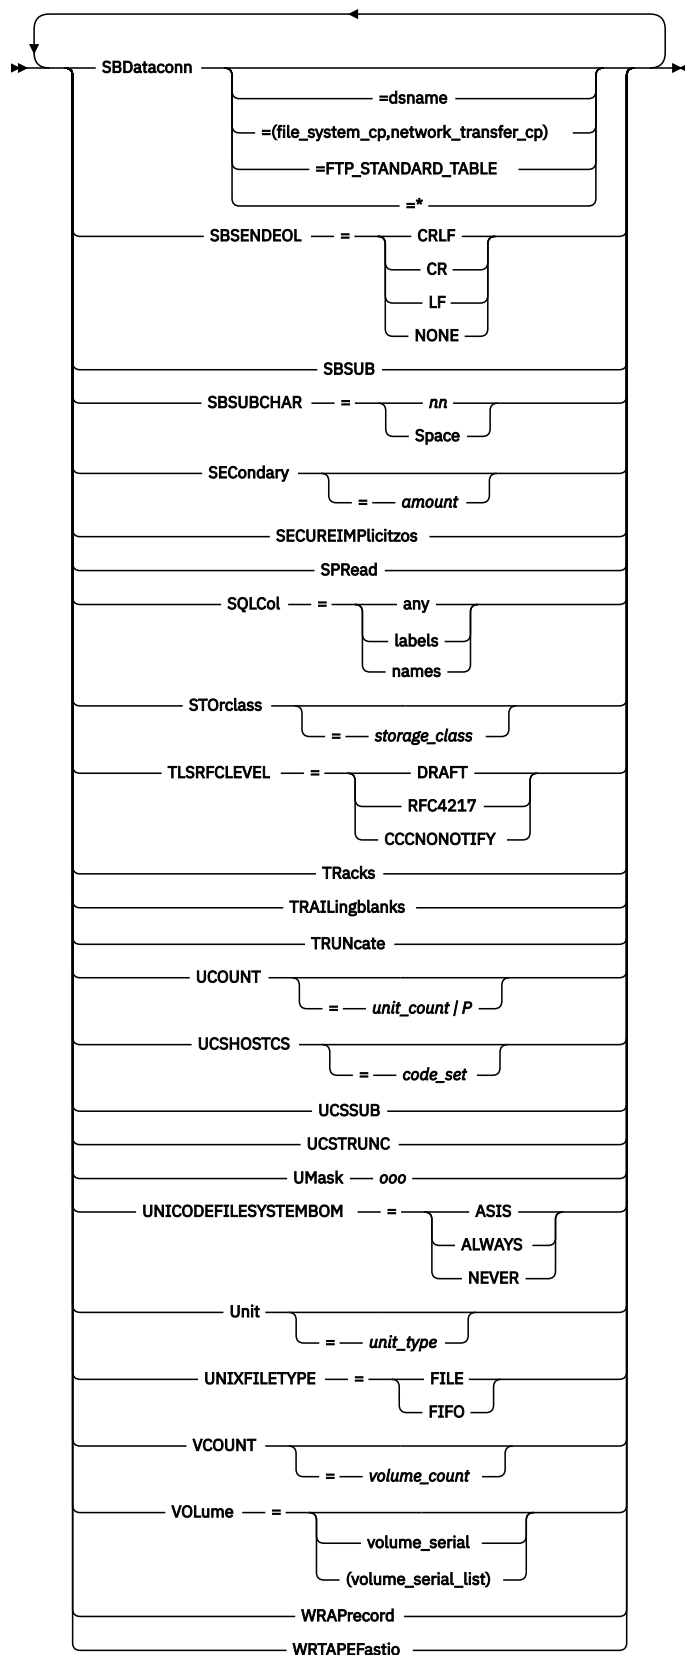 SBDataconn
=dsname
=(file_system_cp,network_transfer_cp)
=FTP_STANDARD_TABLE
=*
SBSENDEOL = CRLF
CR
LF
NONE
SBSUB
SBSUBCHAR = nn
Space
SECondary
= amount
SECUREIMPlicitzos
SPRead
SQLCol = any
labels
names
STOrclass
= storage_class
TLSRFCLEVEL = DRAFT
RFC4217
CCCNONOTIFY
TRacks
TRAILingblanks
TRUNcate
UCOUNT
= unit_count | P
UCSHOSTCS
= code_set
UCSSUB
UCSTRUNC
UMask ooo
UNICODEFILESYSTEMBOM = ASIS
ALWAYS
NEVER
Unit
= unit_type
UNIXFILETYPE = FILE
FIFO
VCOUNT
= volume_count
VOLume =
volume_serial
(volume_serial_list)
WRAPrecord
WRTAPEFastio